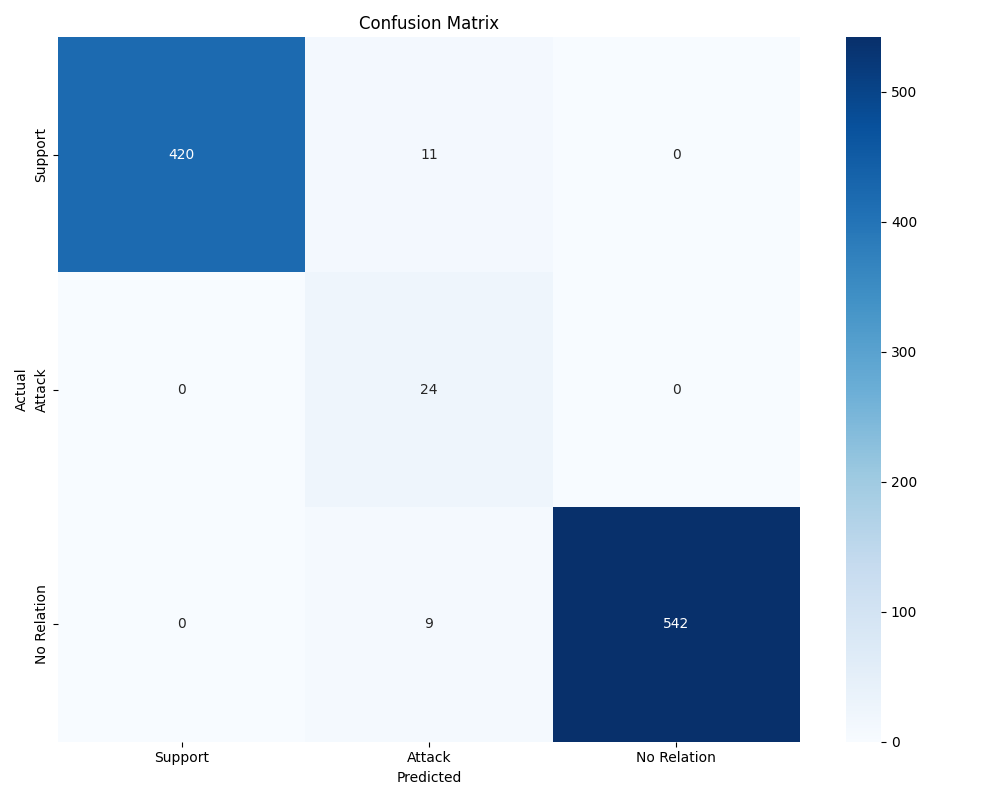 Confusion Matrix
Actual
Support
420 11 0
Attack
0 24 0
No Relation
0 9 542
Support Attack No Relation
Predicted
500
400
300
200
100
0